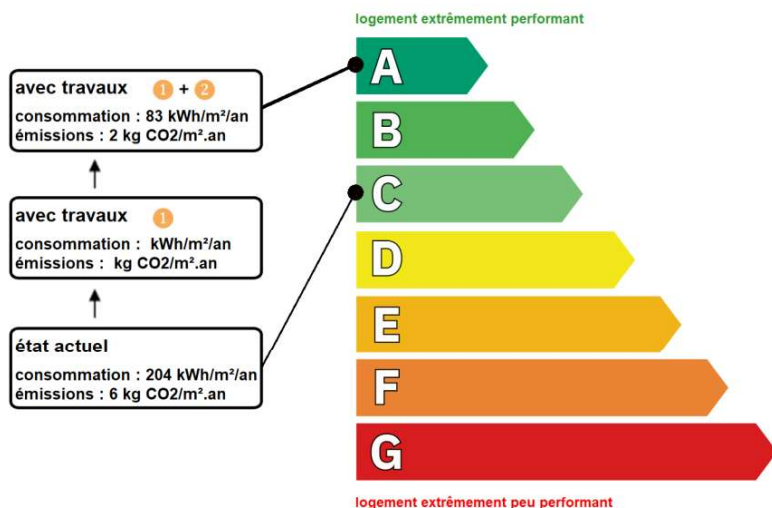 logement extrêmement performant
avec travaux 1 + 2
consommation : 83 kWh/m²/an
émissions : 2 kg CO2/m².an
avec travaux 1
consommation : kWh/m²/an
émissions : kg CO2/m².an
état actuel
consommation : 204 kWh/m²/an
émissions : 6 kg CO2/m².an
A
B
C
D
E
F
G
logement extrêmement peu performant